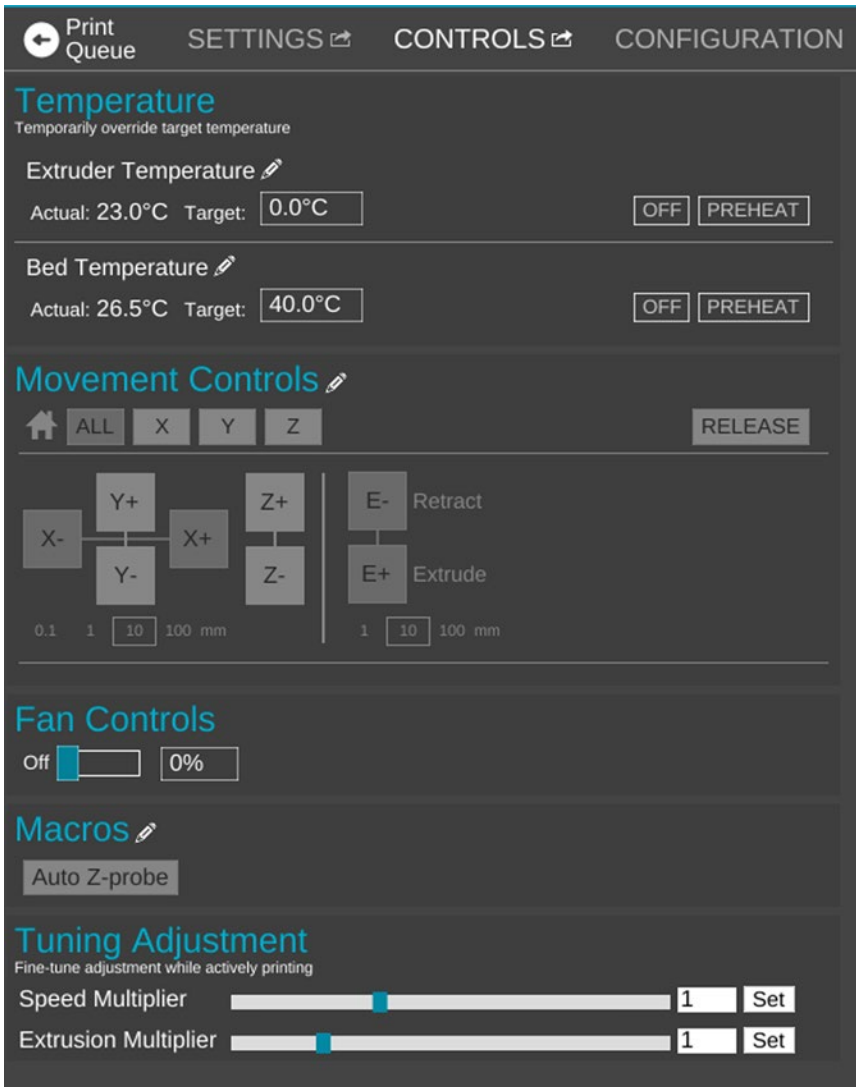 Print Queue SETTINGS CONTROLS CONFIGURATION
Temperature
Temporarily override target temperature
Extruder Temperature
Actual: 23.0°C Target: 0.0°C OFF PREHEAT
Bed Temperature
Actual: 26.5°C Target: 40.0°C OFF PREHEAT
Movement Controls
ALL X Y Z RELEASE
Y+ Z+ E- Retract
X- X+
Y- Z- E+ Extrude
0.1 1 10 100 mm 1 10 100 mm
Fan Controls
Off 0%
Macros
Auto Z-probe
Tuning Adjustment
Fine-tune adjustment while actively printing
Speed Multiplier 1 Set
Extrusion Multiplier 1 Set